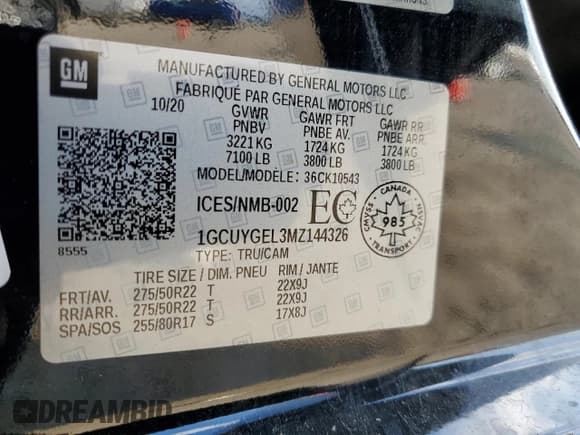 GM
MANUFACTURED BY GENERAL MOTORS LLC
FABRIQUÉ PAR GENERAL MOTORS LLC
10/20
GVWR GAWR FRT GAWR RR
PNBV PNBE AV. PNBE ARR.
3221 KG 1724 KG 1724 KG
7100 LB 3800 LB 3800 LB
MODEL/MODÈLE: 36CK10543
ICES/NMB-002 EC
CANADA
CMVSS NSVAC
985
TRANSPORT
8555
1GCUYGEL3MZ144326
TYPE: TRU/CAM
TIRE SIZE / DIM. PNEU RIM / JANTE
FRT/AV. 275/50R22 T 22X9J
RR/ARR. 275/50R22 T 22X9J
SPA/SOS 255/80R17 S 17X8J
DREAMBID